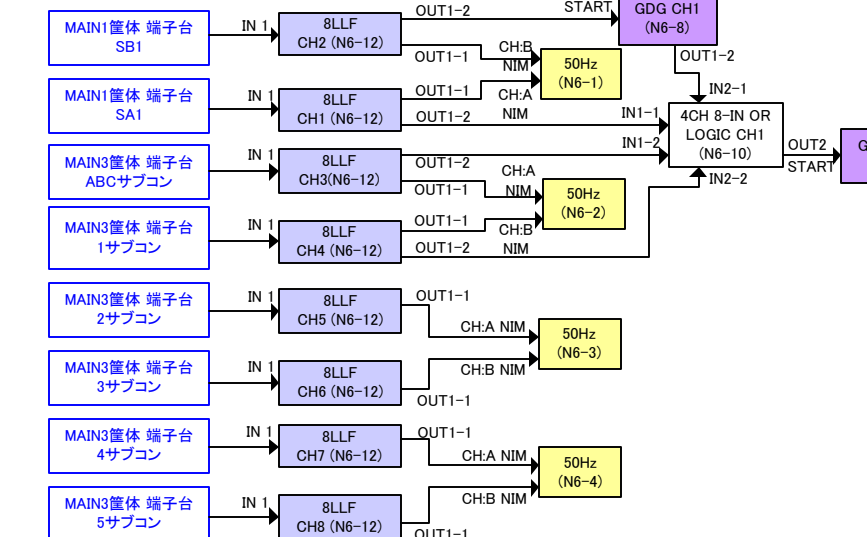 MAIN1筐体 端子台
SB1
IN 1
8LLF
CH2 (N6-12)
OUT1-2
START
GDG CH1
(N6-8)
OUT1-1
CH:B
NIM
50Hz
(N6-1)
OUT1-2
IN2-1
MAIN1筐体 端子台
SA1
IN 1
8LLF
CH1 (N6-12)
OUT1-1
CH:A
NIM
OUT1-2
IN1-1
4CH 8-IN OR
LOGIC CH1
(N6-10)
OUT2
START
G
MAIN3筐体 端子台
ABCサブコン
IN 1
8LLF
CH3(N6-12)
OUT1-2
IN1-2
OUT1-1
CH:A
NIM
50Hz
(N6-2)
IN2-2
MAIN3筐体 端子台
1サブコン
IN 1
8LLF
CH4 (N6-12)
OUT1-1
CH:B
NIM
OUT1-2
MAIN3筐体 端子台
2サブコン
IN 1
8LLF
CH5 (N6-12)
OUT1-1
CH:A NIM
50Hz
(N6-3)
MAIN3筐体 端子台
3サブコン
IN 1
8LLF
CH6 (N6-12)
CH:B NIM
OUT1-1
MAIN3筐体 端子台
4サブコン
IN 1
8LLF
CH7 (N6-12)
OUT1-1
CH:A NIM
50Hz
(N6-4)
MAIN3筐体 端子台
5サブコン
IN 1
8LLF
CH8 (N6-12)
CH:B NIM
OUT1-1